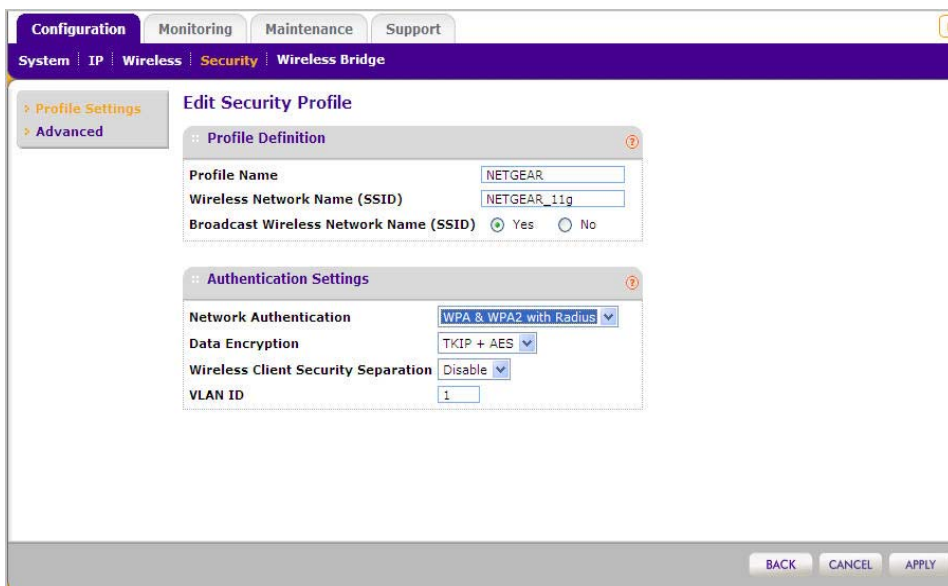 Configuration Monitoring Maintenance Support
System IP Wireless Security Wireless Bridge
Profile Settings
Advanced
Edit Security Profile
Profile Definition ?
Profile Name NETGEAR
Wireless Network Name (SSID) NETGEAR_11g
Broadcast Wireless Network Name (SSID) Yes No
Authentication Settings ?
Network Authentication WPA & WPA2 with Radius
Data Encryption TKIP + AES
Wireless Client Security Separation Disable
VLAN ID 1
BACK CANCEL APPLY